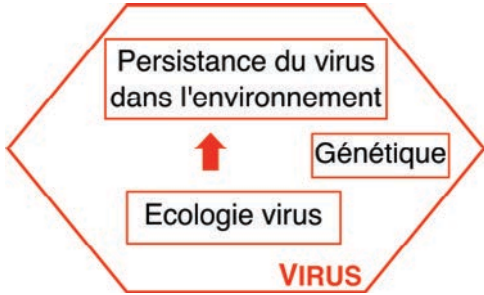 Persistance du virus
dans l'environnement
Génétique
Ecologie virus
VIRUS